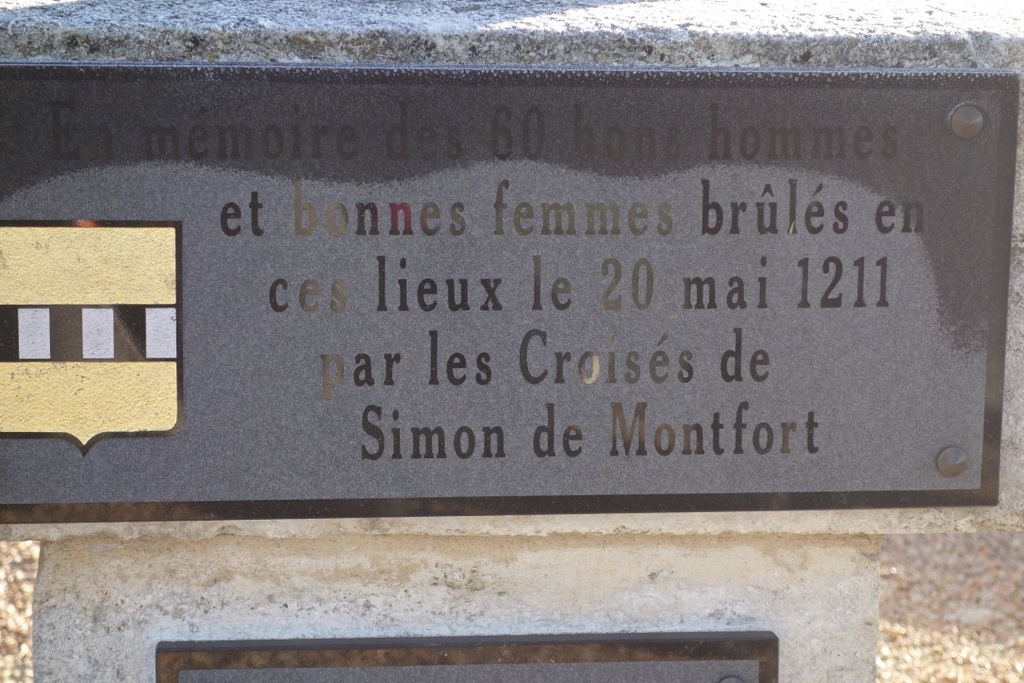 En mémoire des 60 bons hommes
et bonnes femmes brûlés en
ces lieux le 20 mai 1211
par les Croisés de
Simon de Montfort